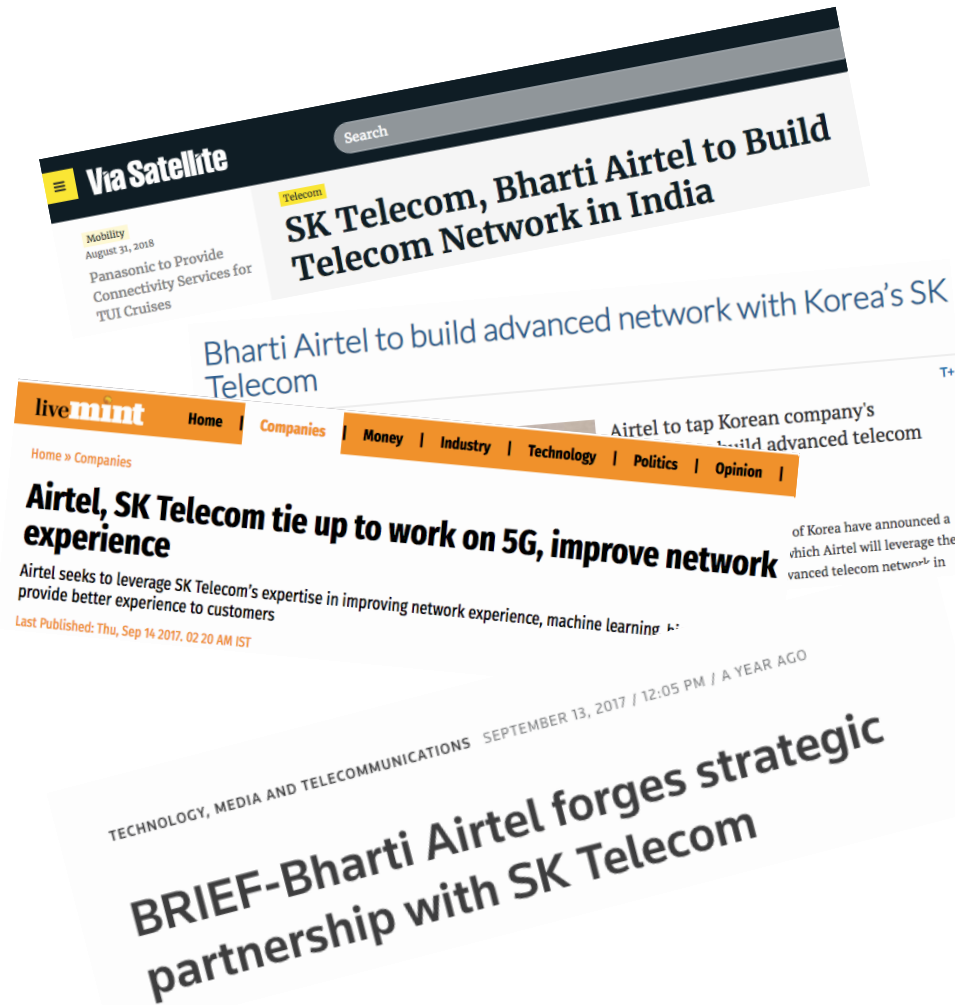 Search
Via Satellite
Telecom
SK Telecom, Bharti Airtel to Build
Telecom Network in India
Mobility
August 31, 2018
Panasonic to Provide
Connectivity Services for
TUI Cruises
Bharti Airtel to build advanced network with Korea's SK
Telecom
T+
Airtel to tap Korean company's
build advanced telecom
of Korea have announced a
which Airtel will leverage the
advanced telecom network in
livemint
Home | Companies | Money | Industry | Technology | Politics | Opinion |
Home » Companies
Airtel, SK Telecom tie up to work on 5G, improve network
experience
Airtel seeks to leverage SK Telecom's expertise in improving network experience, machine learning,
provide better experience to customers
Last Published: Thu, Sep 14 2017. 02 20 AM IST
TECHNOLOGY, MEDIA AND TELECOMMUNICATIONS SEPTEMBER 13, 2017 / 12:05 PM / A YEAR AGO
BRIEF-Bharti Airtel forges strategic
partnership with SK Telecom